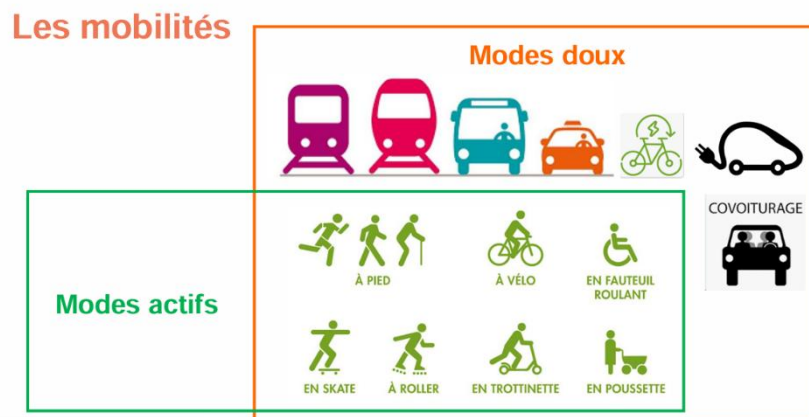 Les mobilités
Modes doux
COVOITURAGE
Modes actifs
À PIED
À VÉLO
EN FAUTEUIL
ROULANT
EN SKATE
À ROLLER
EN TROTTINETTE
EN POUSSETTE